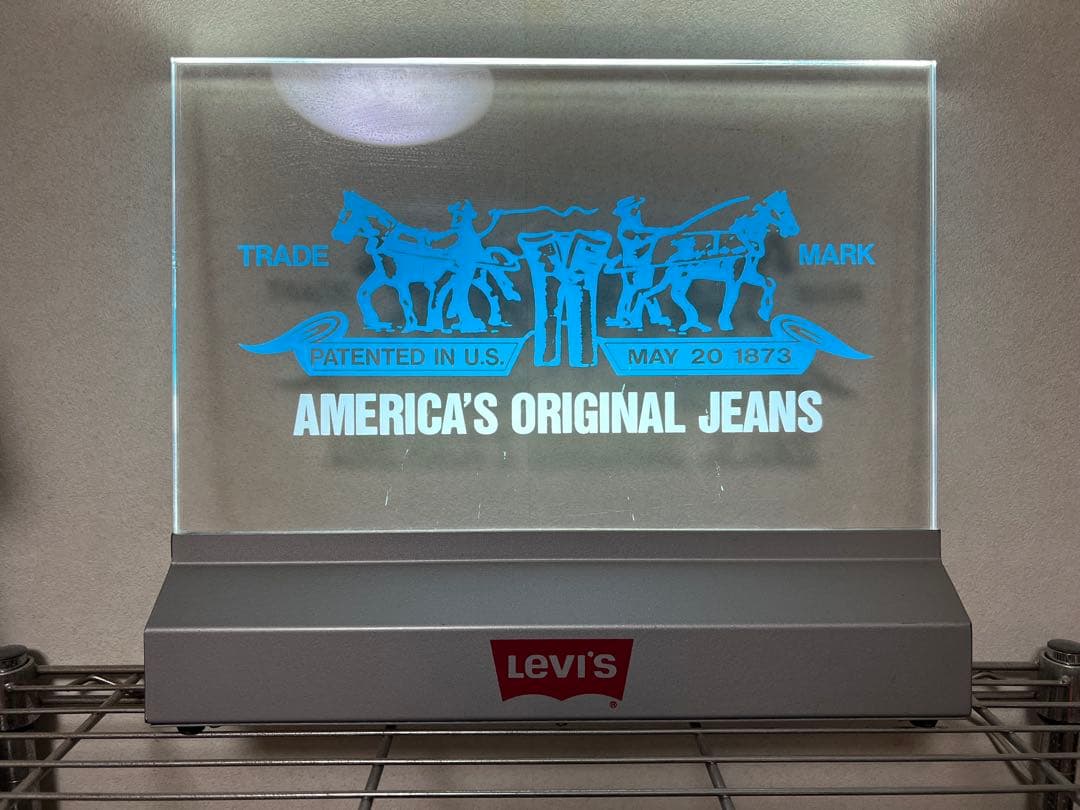 TRADE MARK
PATENTED IN U.S. MAY 20 1873
AMERICA'S ORIGINAL JEANS
LEVI'S
®